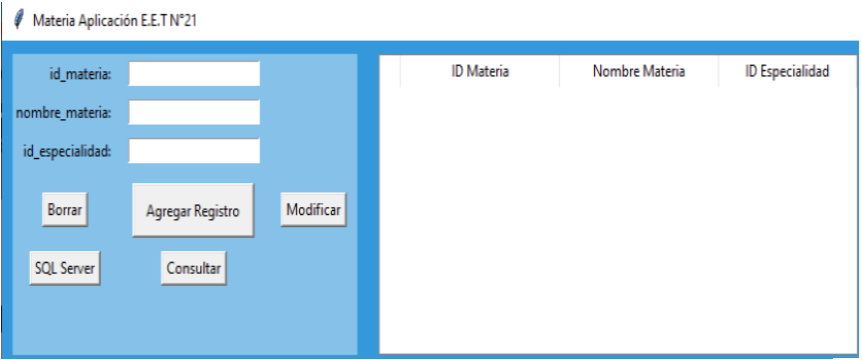 Materia Aplicación E.E.T N°21
id_materia:
nombre_materia:
id_especialidad:
Borrar
Agregar Registro
Modificar
SQL Server
Consultar
ID Materia
Nombre Materia
ID Especialidad